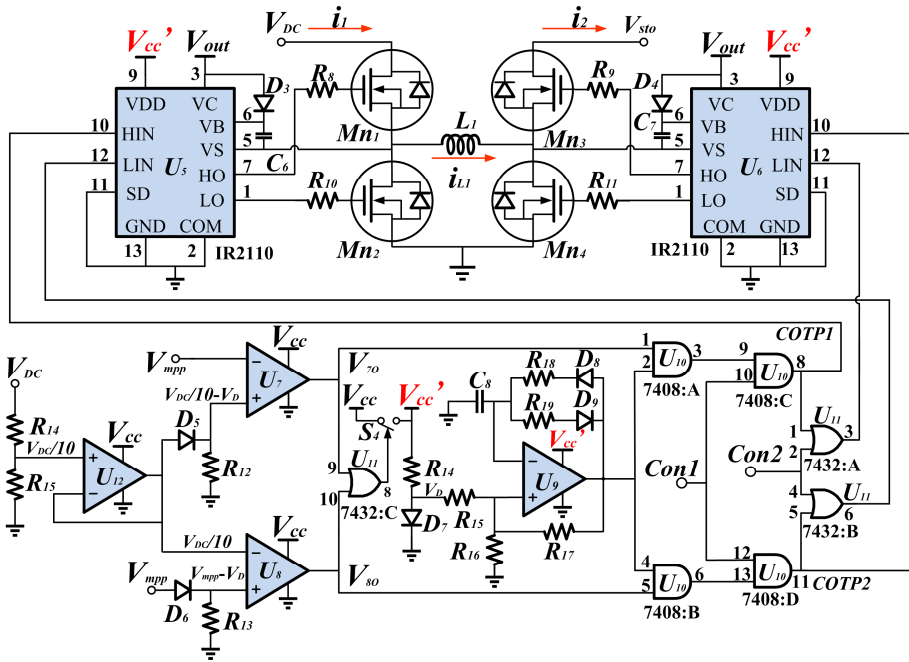 V_DC i_1 i_2 V_sto
V_cc' V_out V_out V_cc'
9 3 3 9
VDD VC D_3 R_8 R_9 D_4 VC VDD
10 HIN VB 6 6 VB HIN 10
Mn_1 L_1 Mn_3 C_7
12 LIN U_5 VS 5 C_6 5 VS U_6 LIN 12
HO 7 i_L1 7 HO
11 SD R_10 R_11 SD 11
LO 1 1 LO
GND COM Mn_2 Mn_4 COM GND
13 2 IR2110 IR2110 2 13
COTP1
V_mpp V_cc V_7O 1 U_10 3 9 U_10 8
V_DC U_7 2 10
V_DC/10-V_D 7408:A 7408:C
R_14 V_cc D_5 R_12 V_cc V_cc' C_8 R_18 D_8
V_DC/10 S_4 R_19 D_9 U_11
R_15 U_12 1 3
9 U_11 R_14 V_cc' Con1 Con2 2 7432:A
10 8 V_D U_9 4 U_11
7432:C D_7 R_15 5 6
V_cc R_16 R_17 7432:B
V_DC/10 U_8
V_mpp V_mpp-V_D V_8O 4 U_10 6 12 U_10 11 COTP2
D_6 R_13 5 13
7408:B 7408:D